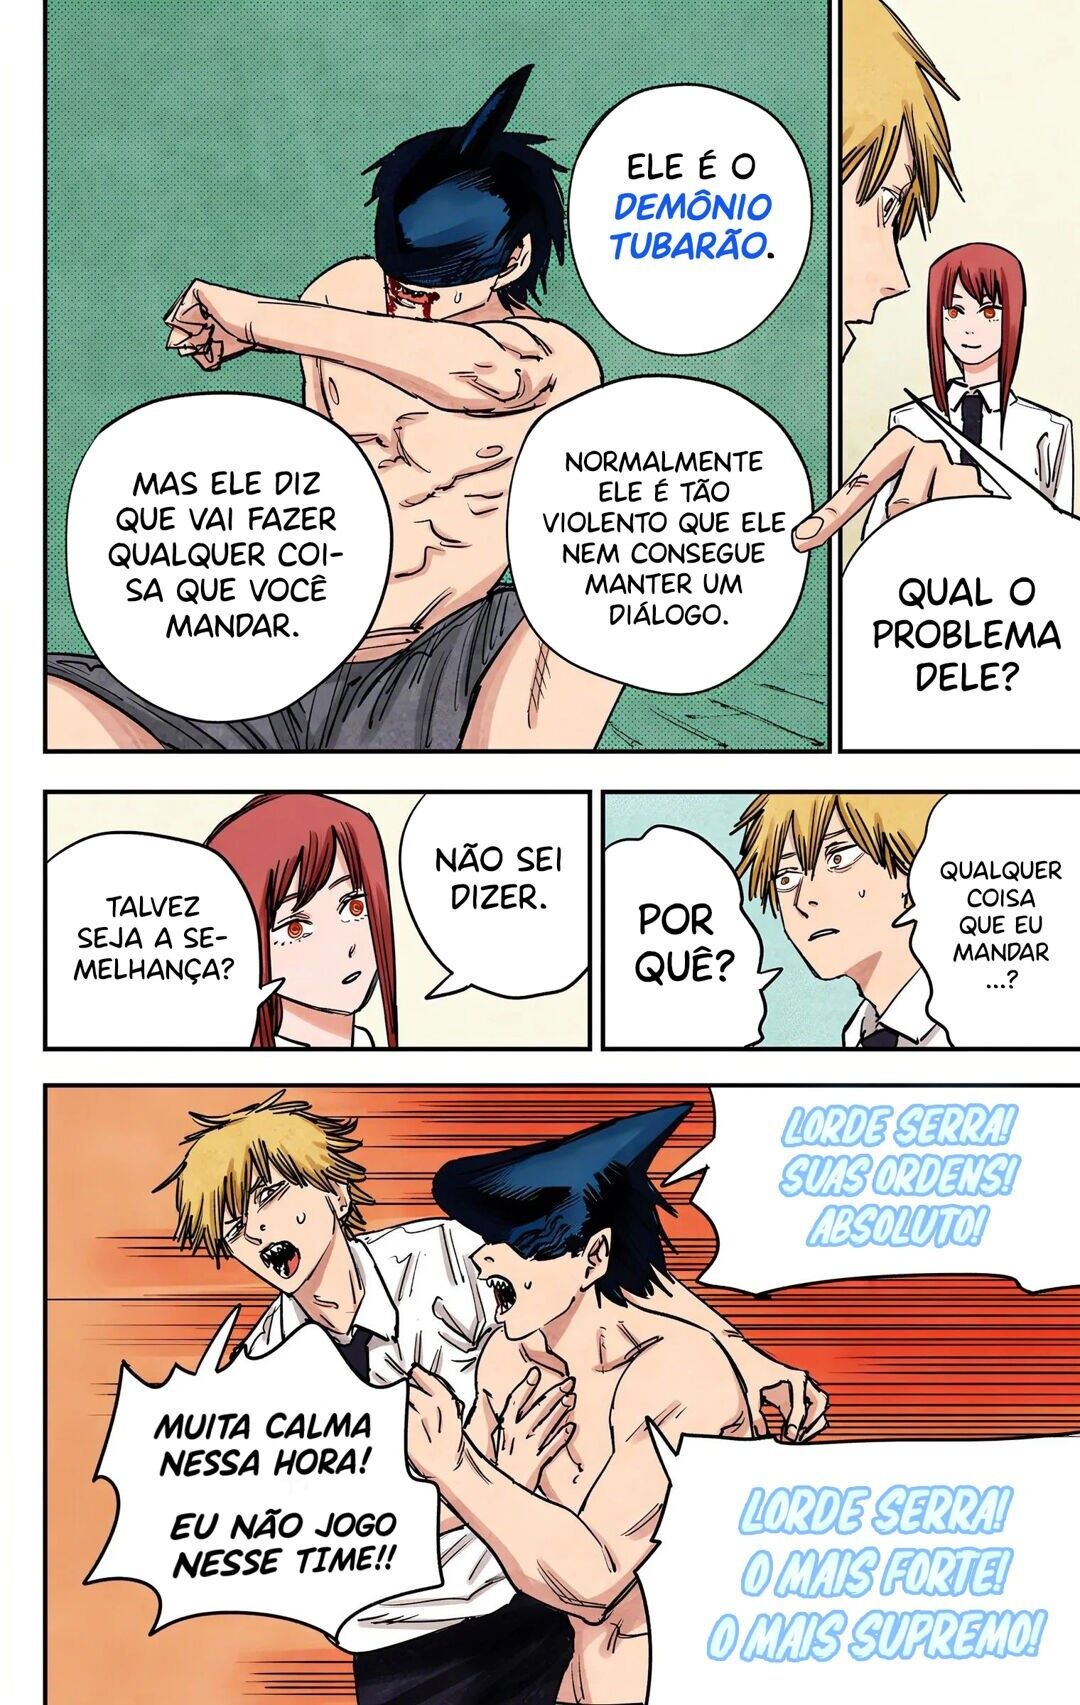 QUAL O
PROBLEMA
DELE?
ELE É O
DEMÔNIO
TUBARÃO.
NORMALMENTE
ELE É TÃO
VIOLENTO QUE ELE
NEM CONSEGUE
MANTER UM
DIÁLOGO.
MAS ELE DIZ
QUE VAI FAZER
QUALQUER COI-
SA QUE VOCÊ
MANDAR.
QUALQUER
COISA
QUE EU
MANDAR
...?
POR
QUÊ?
NÃO SEI
DIZER.
TALVEZ
SEJA A SE-
MELHANÇA?
LORDE SERRA!
SUAS ORDENS!
ABSOLUTO!
LORDE SERRA!
O MAIS FORTE!
O MAIS SUPREMO!
MUITA CALMA
NESSA HORA!
EU NÃO JOGO
NESSE TIME!!